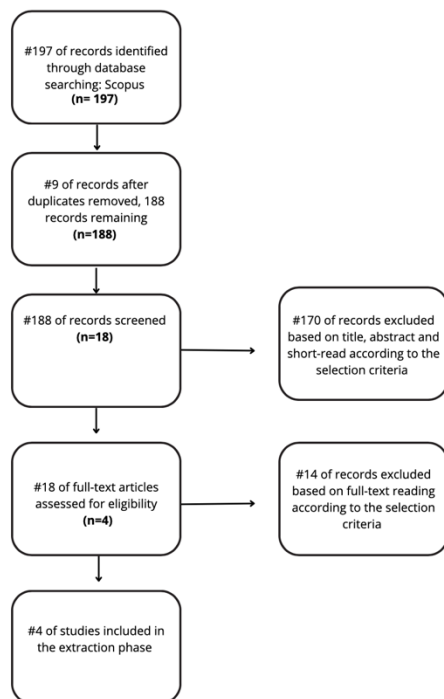 #197 of records identified
through database
searching: Scopus
(n= 197)
#9 of records after
duplicates removed, 188
records remaining
(n=188)
#188 of records screened
(n=18)
#170 of records excluded
based on title, abstract and
short-read according to the
selection criteria
#18 of full-text articles
assessed for eligibility
(n=4)
#14 of records excluded
based on full-text reading
according to the selection
criteria
#4 of studies included in
the extraction phase